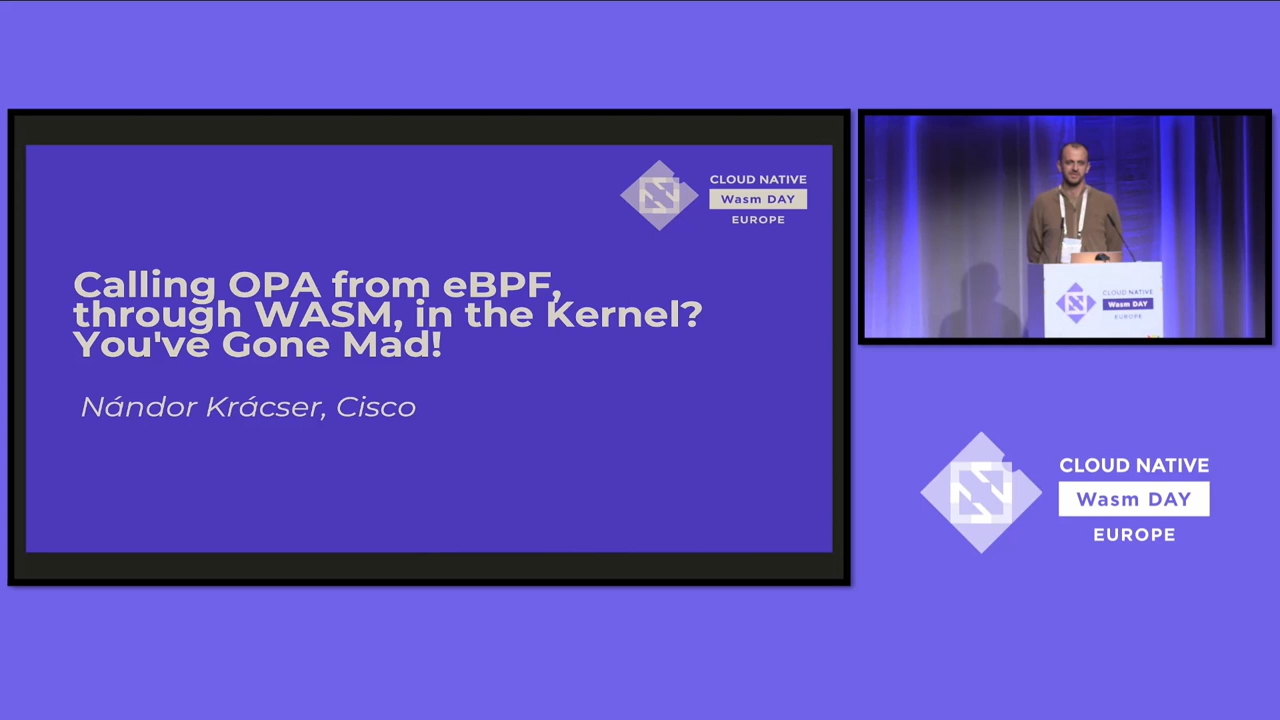 CLOUD NATIVE
Wasm DAY
EUROPE
Calling OPA from eBPF,
through WASM, in the Kernel?
You've Gone Mad!
Nándor Krácser, Cisco
CLOUD NATIVE
Wasm DAY
EUROPE
CLOUD NATIVE
Wasm DAY
EUROPE